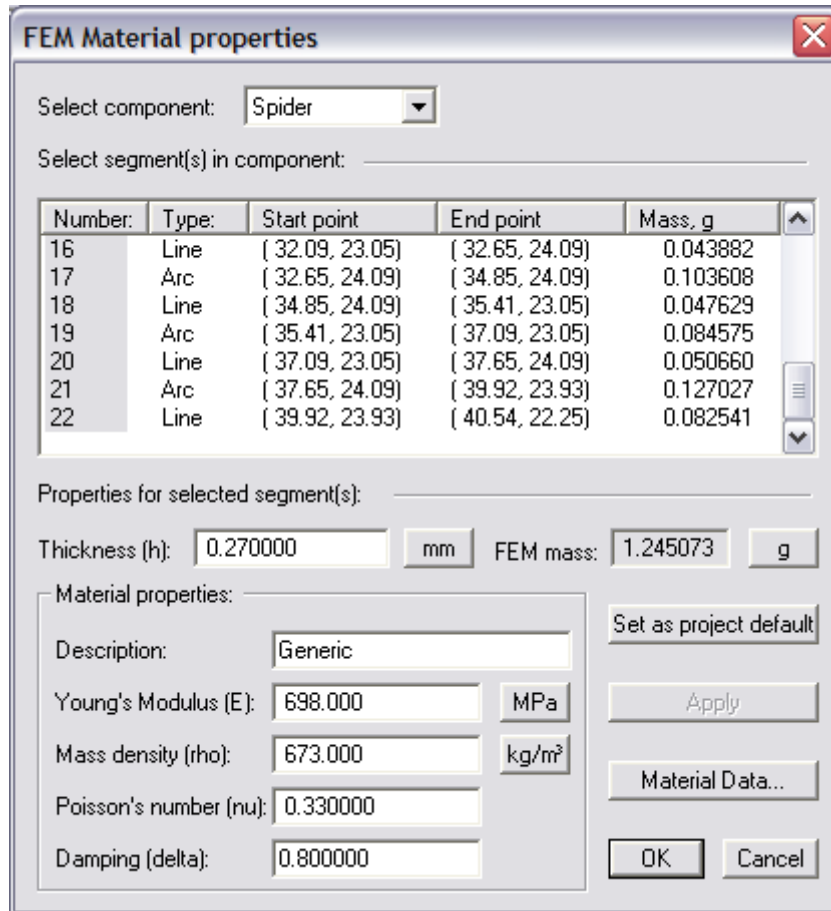 FEM Material properties
Select component: Spider
Select segment(s) in component:
Number: Type: Start point End point Mass, g
16 Line ( 32.09, 23.05) ( 32.65, 24.09) 0.043882
17 Arc ( 32.65, 24.09) ( 34.85, 24.09) 0.103608
18 Line ( 34.85, 24.09) ( 35.41, 23.05) 0.047629
19 Arc ( 35.41, 23.05) ( 37.09, 23.05) 0.084575
20 Line ( 37.09, 23.05) ( 37.65, 24.09) 0.050660
21 Arc ( 37.65, 24.09) ( 39.92, 23.93) 0.127027
22 Line ( 39.92, 23.93) ( 40.54, 22.25) 0.082541
Properties for selected segment(s):
Thickness (h): 0.270000 mm FEM mass: 1.245073 g
Material properties:
Set as project default
Description: Generic
Young's Modulus (E): 698.000 MPa Apply
Mass density (rho): 673.000 kg/m³
Material Data...
Poisson's number (nu): 0.330000
Damping (delta): 0.800000 OK Cancel